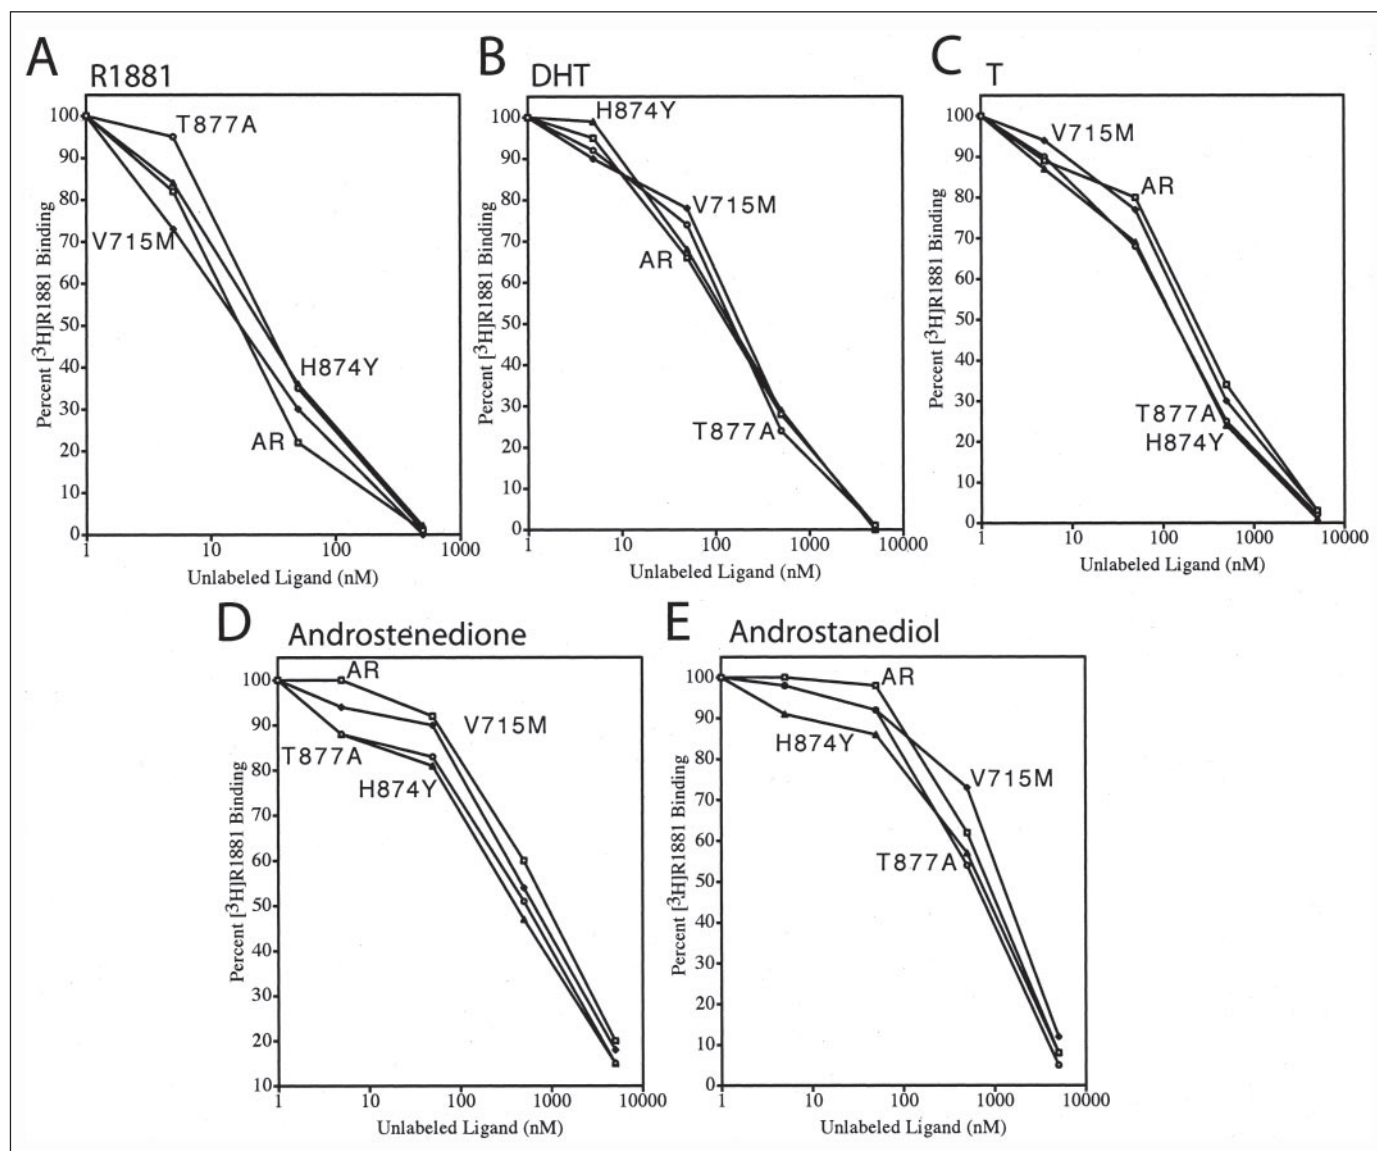 A
R1881
100
90
80
70
60
50
40
30
20
10
0
Percent [3H]R1881 Binding
T877A
V715M
H874Y
AR
1 10 100 1000
Unlabeled Ligand (nM)
B
DHT
100
90
80
70
60
50
40
30
20
10
0
Percent [3H]R1881 Binding
H874Y
V715M
AR
T877A
1 10 100 1000 10000
Unlabeled Ligand (nM)
C
T
100
90
80
70
60
50
40
30
20
10
0
Percent [3H]R1881 Binding
V715M
AR
T877A
H874Y
1 10 100 1000 10000
Unlabeled Ligand (nM)
D
Androstenedione
100
90
80
70
60
50
40
30
20
10
Percent [3H]R1881 Binding
AR
V715M
T877A
H874Y
1 10 100 1000 10000
Unlabeled Ligand (nM)
E
Androstanediol
100
90
80
70
60
50
40
30
20
10
0
Percent [3H]R1881 Binding
AR
H874Y
V715M
T877A
1 10 100 1000 10000
Unlabeled Ligand (nM)